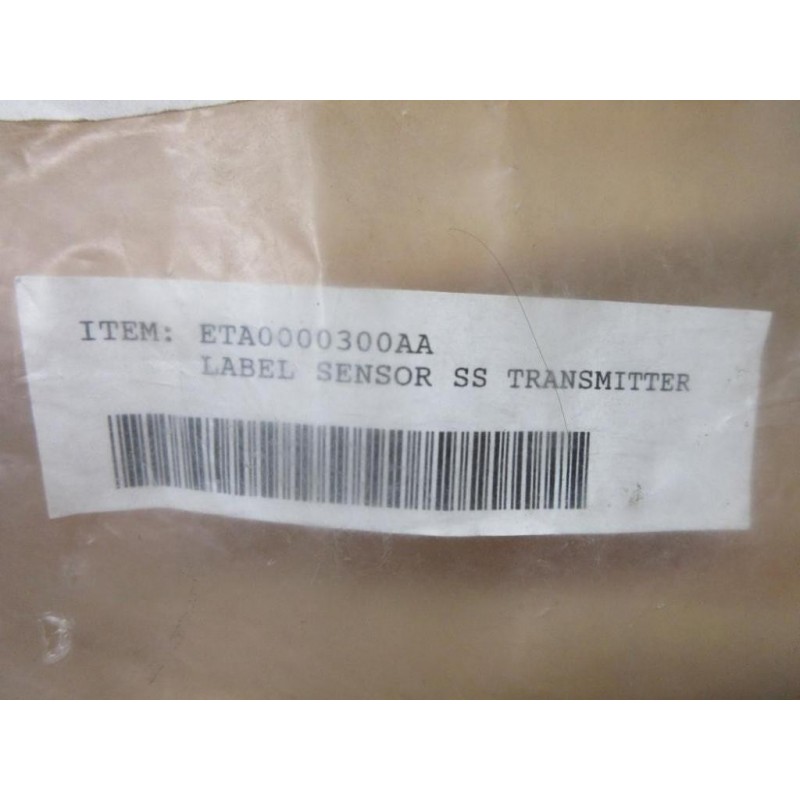 ITEM: ETA0000300AA
LABEL SENSOR SS TRANSMITTER